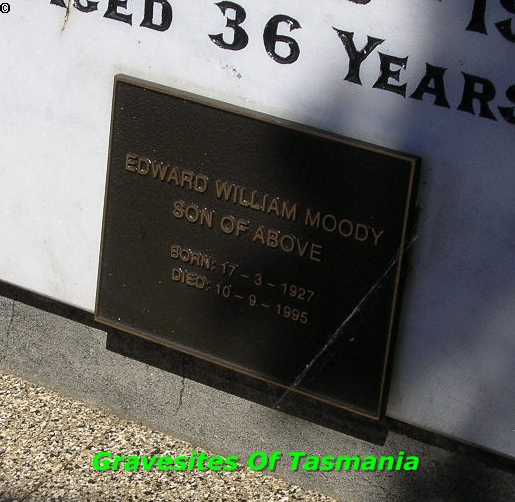 ©
AGED 36 YEARS
EDWARD WILLIAM MOODY
SON OF ABOVE
BORN: 17 - 3 - 1927
DIED: 10 - 9 - 1995
Gravesites Of Tasmania